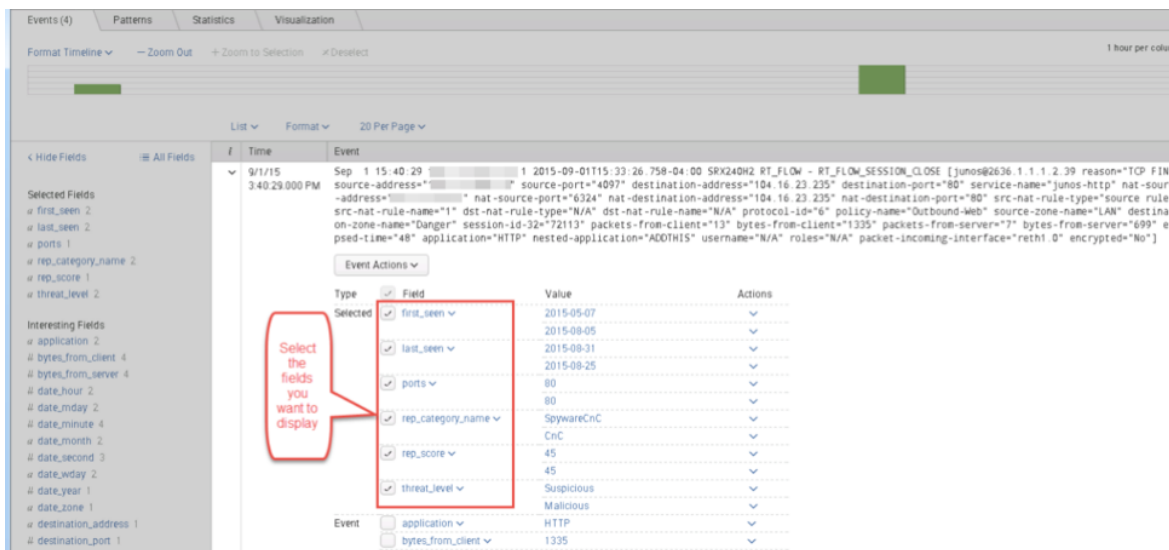 Events (4) Patterns Statistics Visualization
Format Timeline — Zoom Out + Zoom to Selection × Deselect 1 hour per colu
List Format 20 Per Page
< Hide Fields All Fields
i Time Event
Selected Fields
a first_seen 2
a last_seen 2
a ports 1
a rep_category_name 2
a rep_score 1
a threat_level 2
Interesting Fields
a application 2
# bytes_from_client 4
# bytes_from_server 4
# date_hour 2
# date_mday 2
# date_minute 4
a date_month 2
# date_second 3
a date_wday 2
# date_year 1
a date_zone 1
a destination_address 1
# destination_port 1
9/1/15
3:40:29.000 PM
Sep 1 15:40:29 1 2015-09-01T15:33:26.758-04:00 SRX240H2 RT_FLOW - RT_FLOW_SESSION_CLOSE [junos@2636.1.1.1.2.39 reason="TCP FIN
source-address=" " source-port="4097" destination-address="104.16.23.235" destination-port="80" service-name="junos-http" nat-sour
-address=" " nat-source-port="6324" nat-destination-address="104.16.23.235" nat-destination-port="80" src-nat-rule-type="source rule
src-nat-rule-name="1" dst-nat-rule-type="N/A" dst-nat-rule-name="N/A" protocol-id="6" policy-name="Outbound-Web" source-zone-name="LAN" destina
on-zone-name="Danger" session-id-32="72113" packets-from-client="13" bytes-from-client="1335" packets-from-server="7" bytes-from-server="699" e
psed-time="48" application="HTTP" nested-application="ADDTHIS" username="N/A" roles="N/A" packet-incoming-interface="reth1.0" encrypted="No"]
Event Actions
Type Field Value Actions
Selected first_seen 2015-05-07
2015-08-05
last_seen 2015-08-31
2015-08-25
ports 80
80
rep_category_name SpywareCnC
CnC
rep_score 45
45
threat_level Suspicious
Malicious
Event application HTTP
bytes_from_client 1335
Select
the
fields
you
want to
display